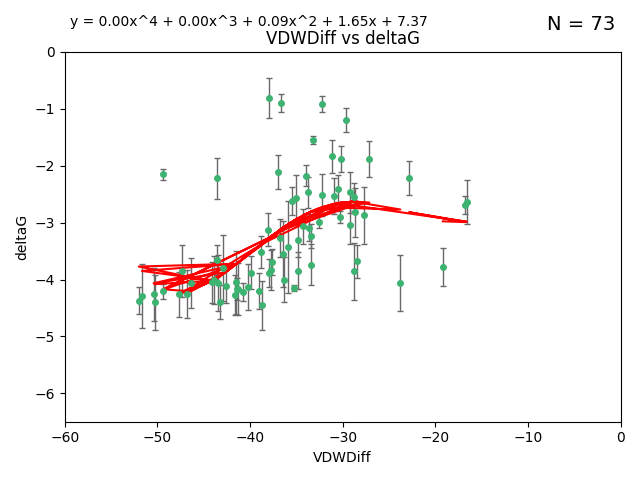 y = 0.00x^4 + 0.00x^3 + 0.09x^2 + 1.65x + 7.37
N = 73
VDWDiff vs deltaG
0
−1
−2
−3
−4
−5
−6
deltaG
−60 −50 −40 −30 −20 −10 0
VDWDiff